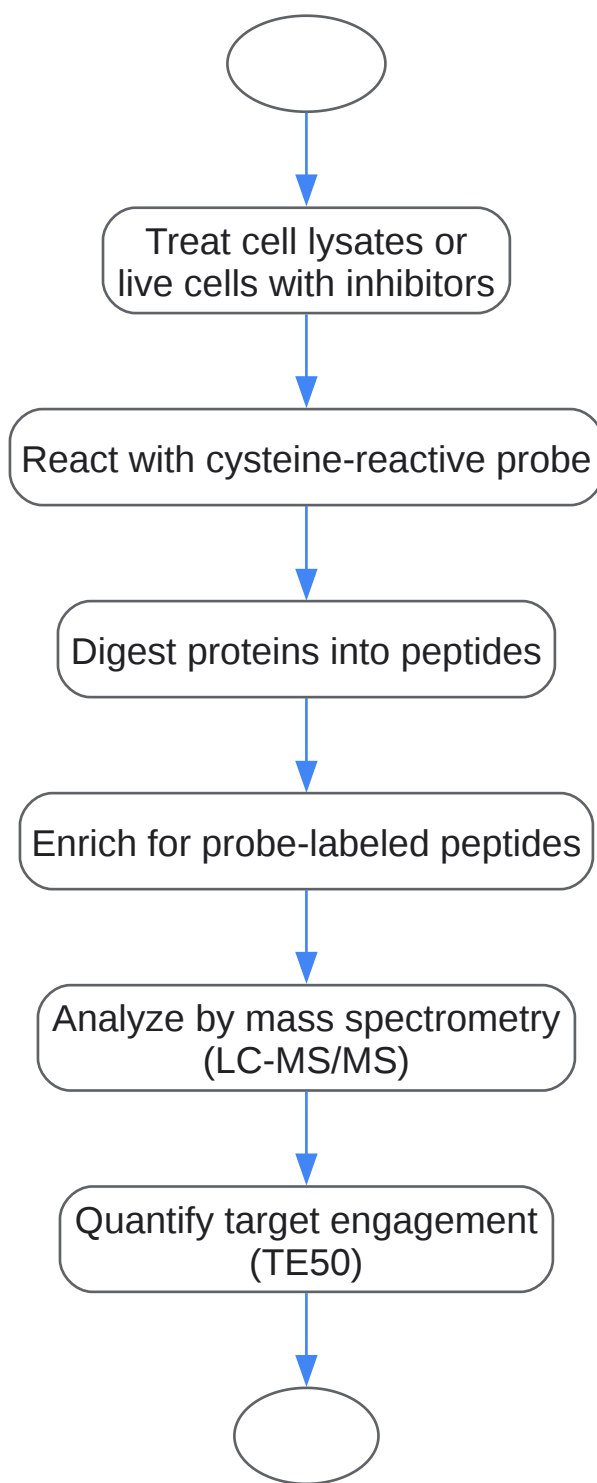 Treat cell lysates or
live cells with inhibitors
React with cysteine-reactive probe
Digest proteins into peptides
Enrich for probe-labeled peptides
Analyze by mass spectrometry
(LC-MS/MS)
Quantify target engagement
(TE50)